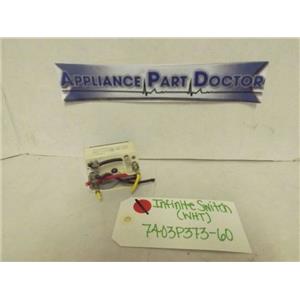 APPLIANCE PART DOCTOR
Infinite Switch
(WHT)
7403P373-60